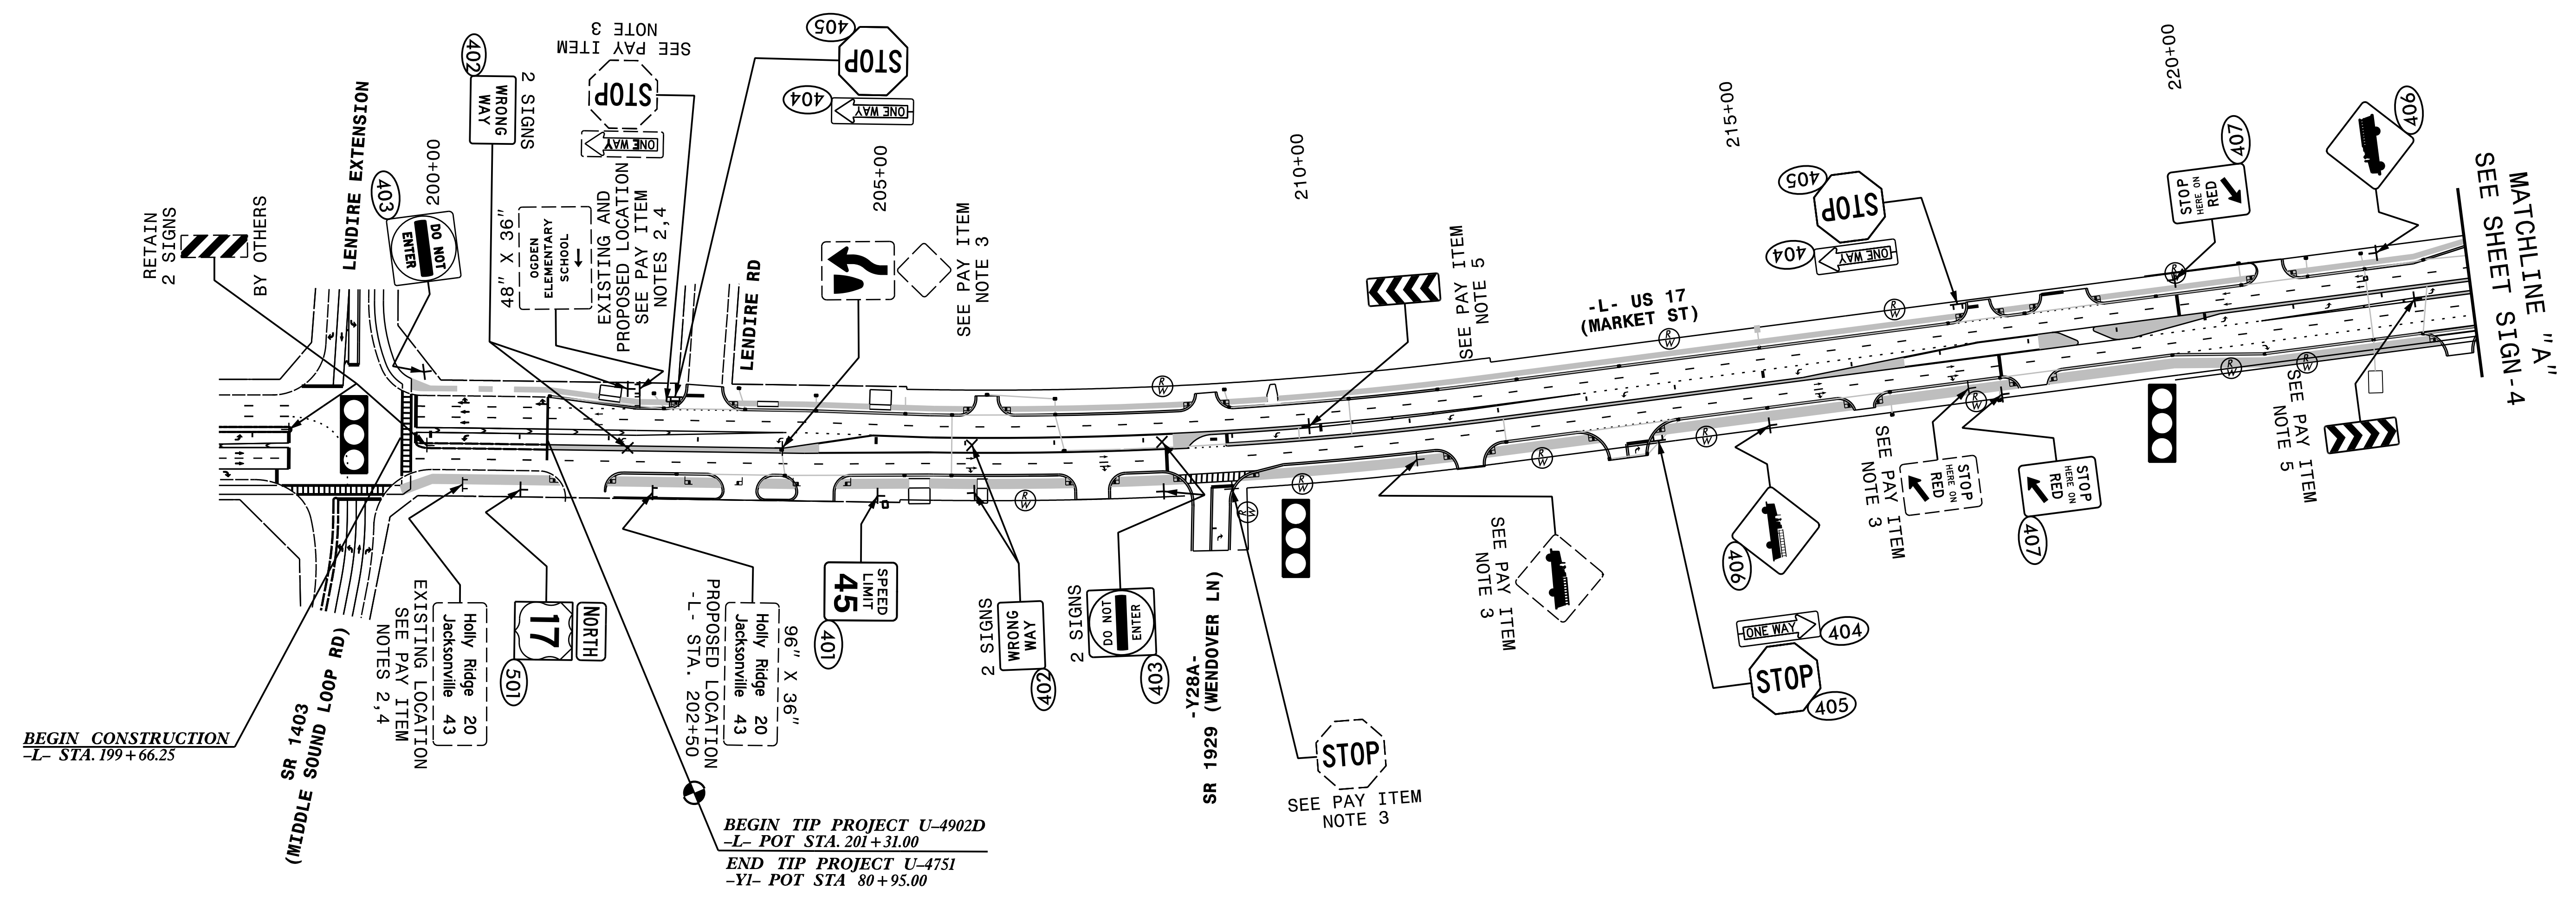 RETAIN
2 SIGNS
BY OTHERS
LENDIRE EXTENSION
403
DO NOT
ENTER
200+00
402
WRONG
WAY
2 SIGNS
48" X 36"
OGDEN
ELEMENTARY
SCHOOL
EXISTING AND
PROPOSED LOCATION
SEE PAY ITEM
NOTES 2,4
SEE PAY ITEM
NOTE 3
STOP
ONE WAY
405
STOP
404
ONE WAY
LENDIRE RD
205+00
SEE PAY ITEM
NOTE 3
210+00
SEE PAY ITEM
NOTE 5
-L- US 17
(MARKET ST)
215+00
405
STOP
404
ONE WAY
220+00
407
STOP
HERE ON
RED
406
MATCHLINE "A"
SEE SHEET SIGN-4
R
W
R
W
R
W
R
W
R
W
R
W
R
W
R
W
R
W
R
W
R
W
R
W
BEGIN CONSTRUCTION
-L- STA. 199+66.25
SR 1403
(MIDDLE SOUND LOOP RD)
EXISTING LOCATION
SEE PAY ITEM
NOTES 2,4
Holly Ridge 20
Jacksonville 43
NORTH
17
501
96" X 36"
Holly Ridge 20
Jacksonville 43
PROPOSED LOCATION
-L- STA. 202+50
BEGIN TIP PROJECT U-4902D
-L- POT STA. 201+31.00
END TIP PROJECT U-4751
-Y1- POT STA 80+95.00
SPEED
LIMIT
45
401
2 SIGNS
WRONG
WAY
402
2 SIGNS
DO NOT
ENTER
403
-Y28A-
SR 1929 (WENDOVER LN)
STOP
SEE PAY ITEM
NOTE 3
SEE PAY ITEM
NOTE 3
406
ONE WAY
404
STOP
405
SEE PAY ITEM
NOTE 3
STOP
HERE ON
RED
STOP
HERE ON
RED
407
SEE PAY ITEM
NOTE 5